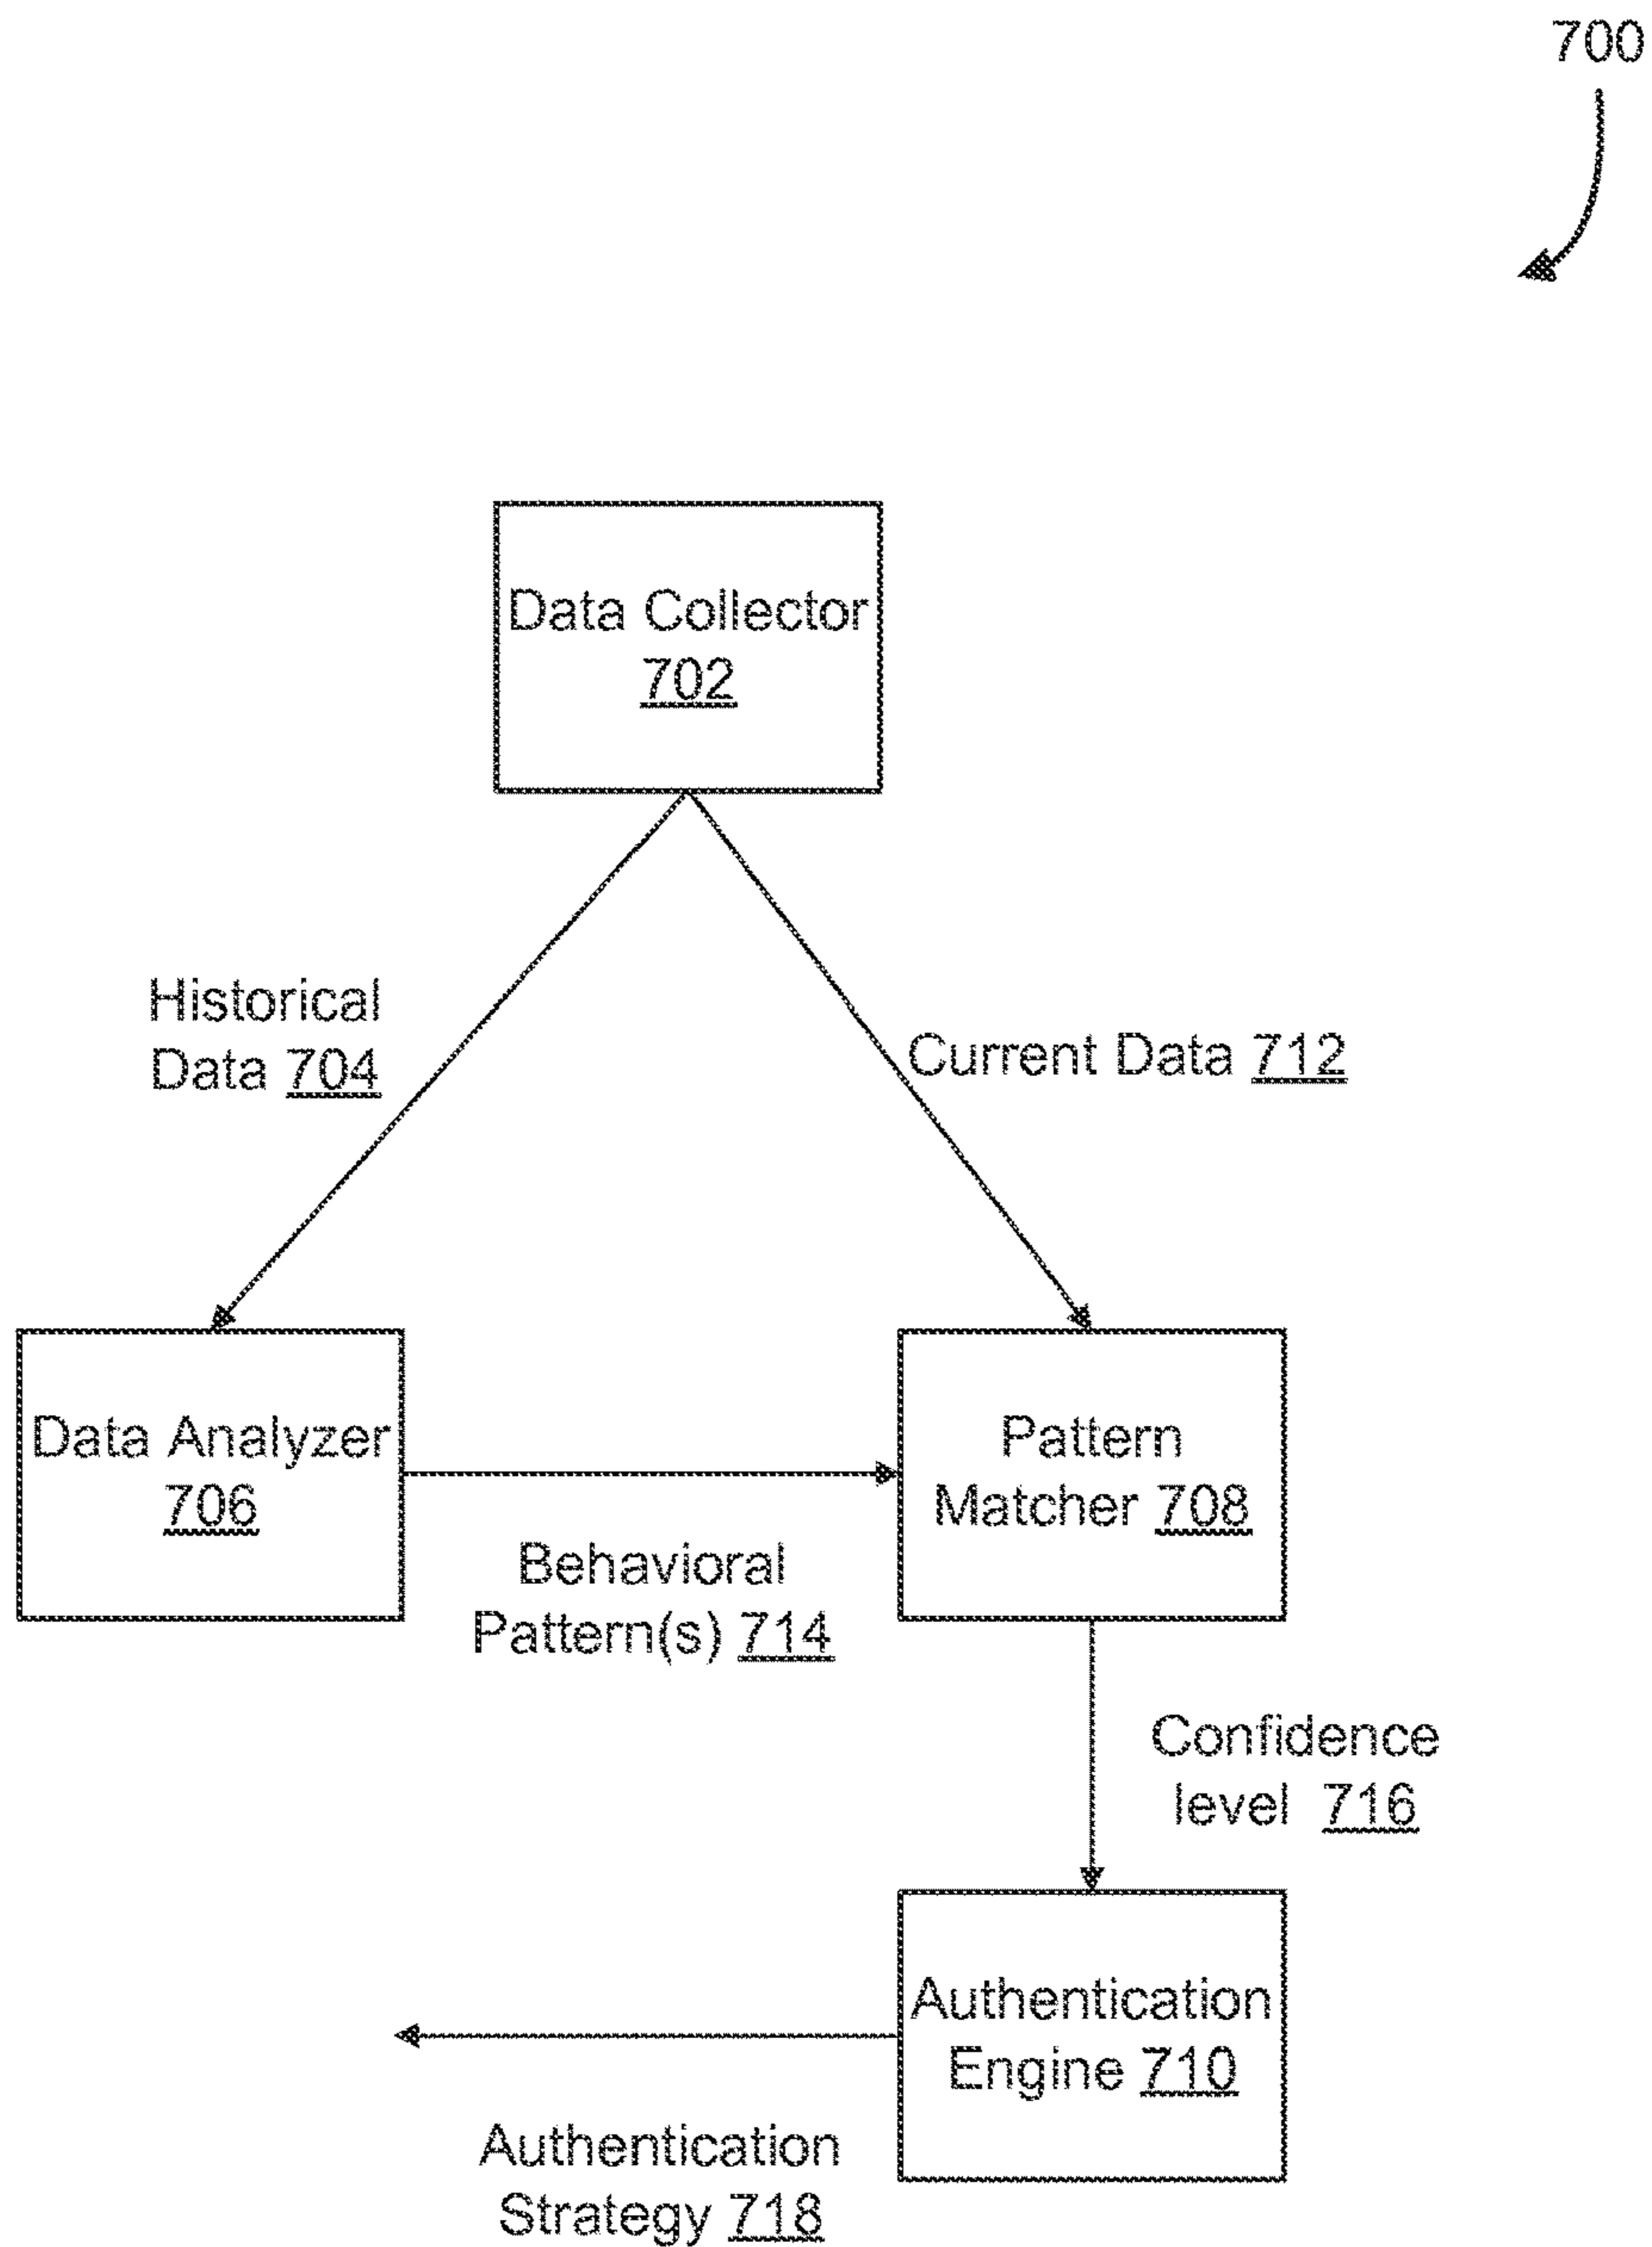 700
Data Collector
702
Historical
Data 704
Current Data 712
Data Analyzer
706
Pattern
Matcher 708
Behavioral
Pattern(s) 714
Confidence
level 716
Authentication
Engine 710
Authentication
Strategy 718